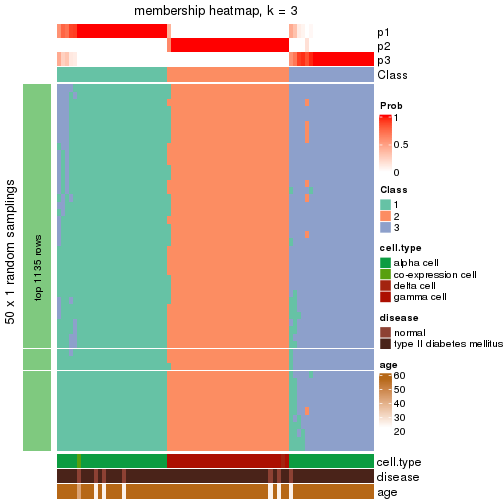 membership heatmap, k = 3
p1
p2
p3
Class
50 x 1 random samplings
top 1135 rows
Prob
1
0.5
0
Class
1
2
3
cell.type
alpha cell
co-expression cell
delta cell
gamma cell
disease
normal
type II diabetes mellitus
age
60
50
40
30
20
cell.type
disease
age